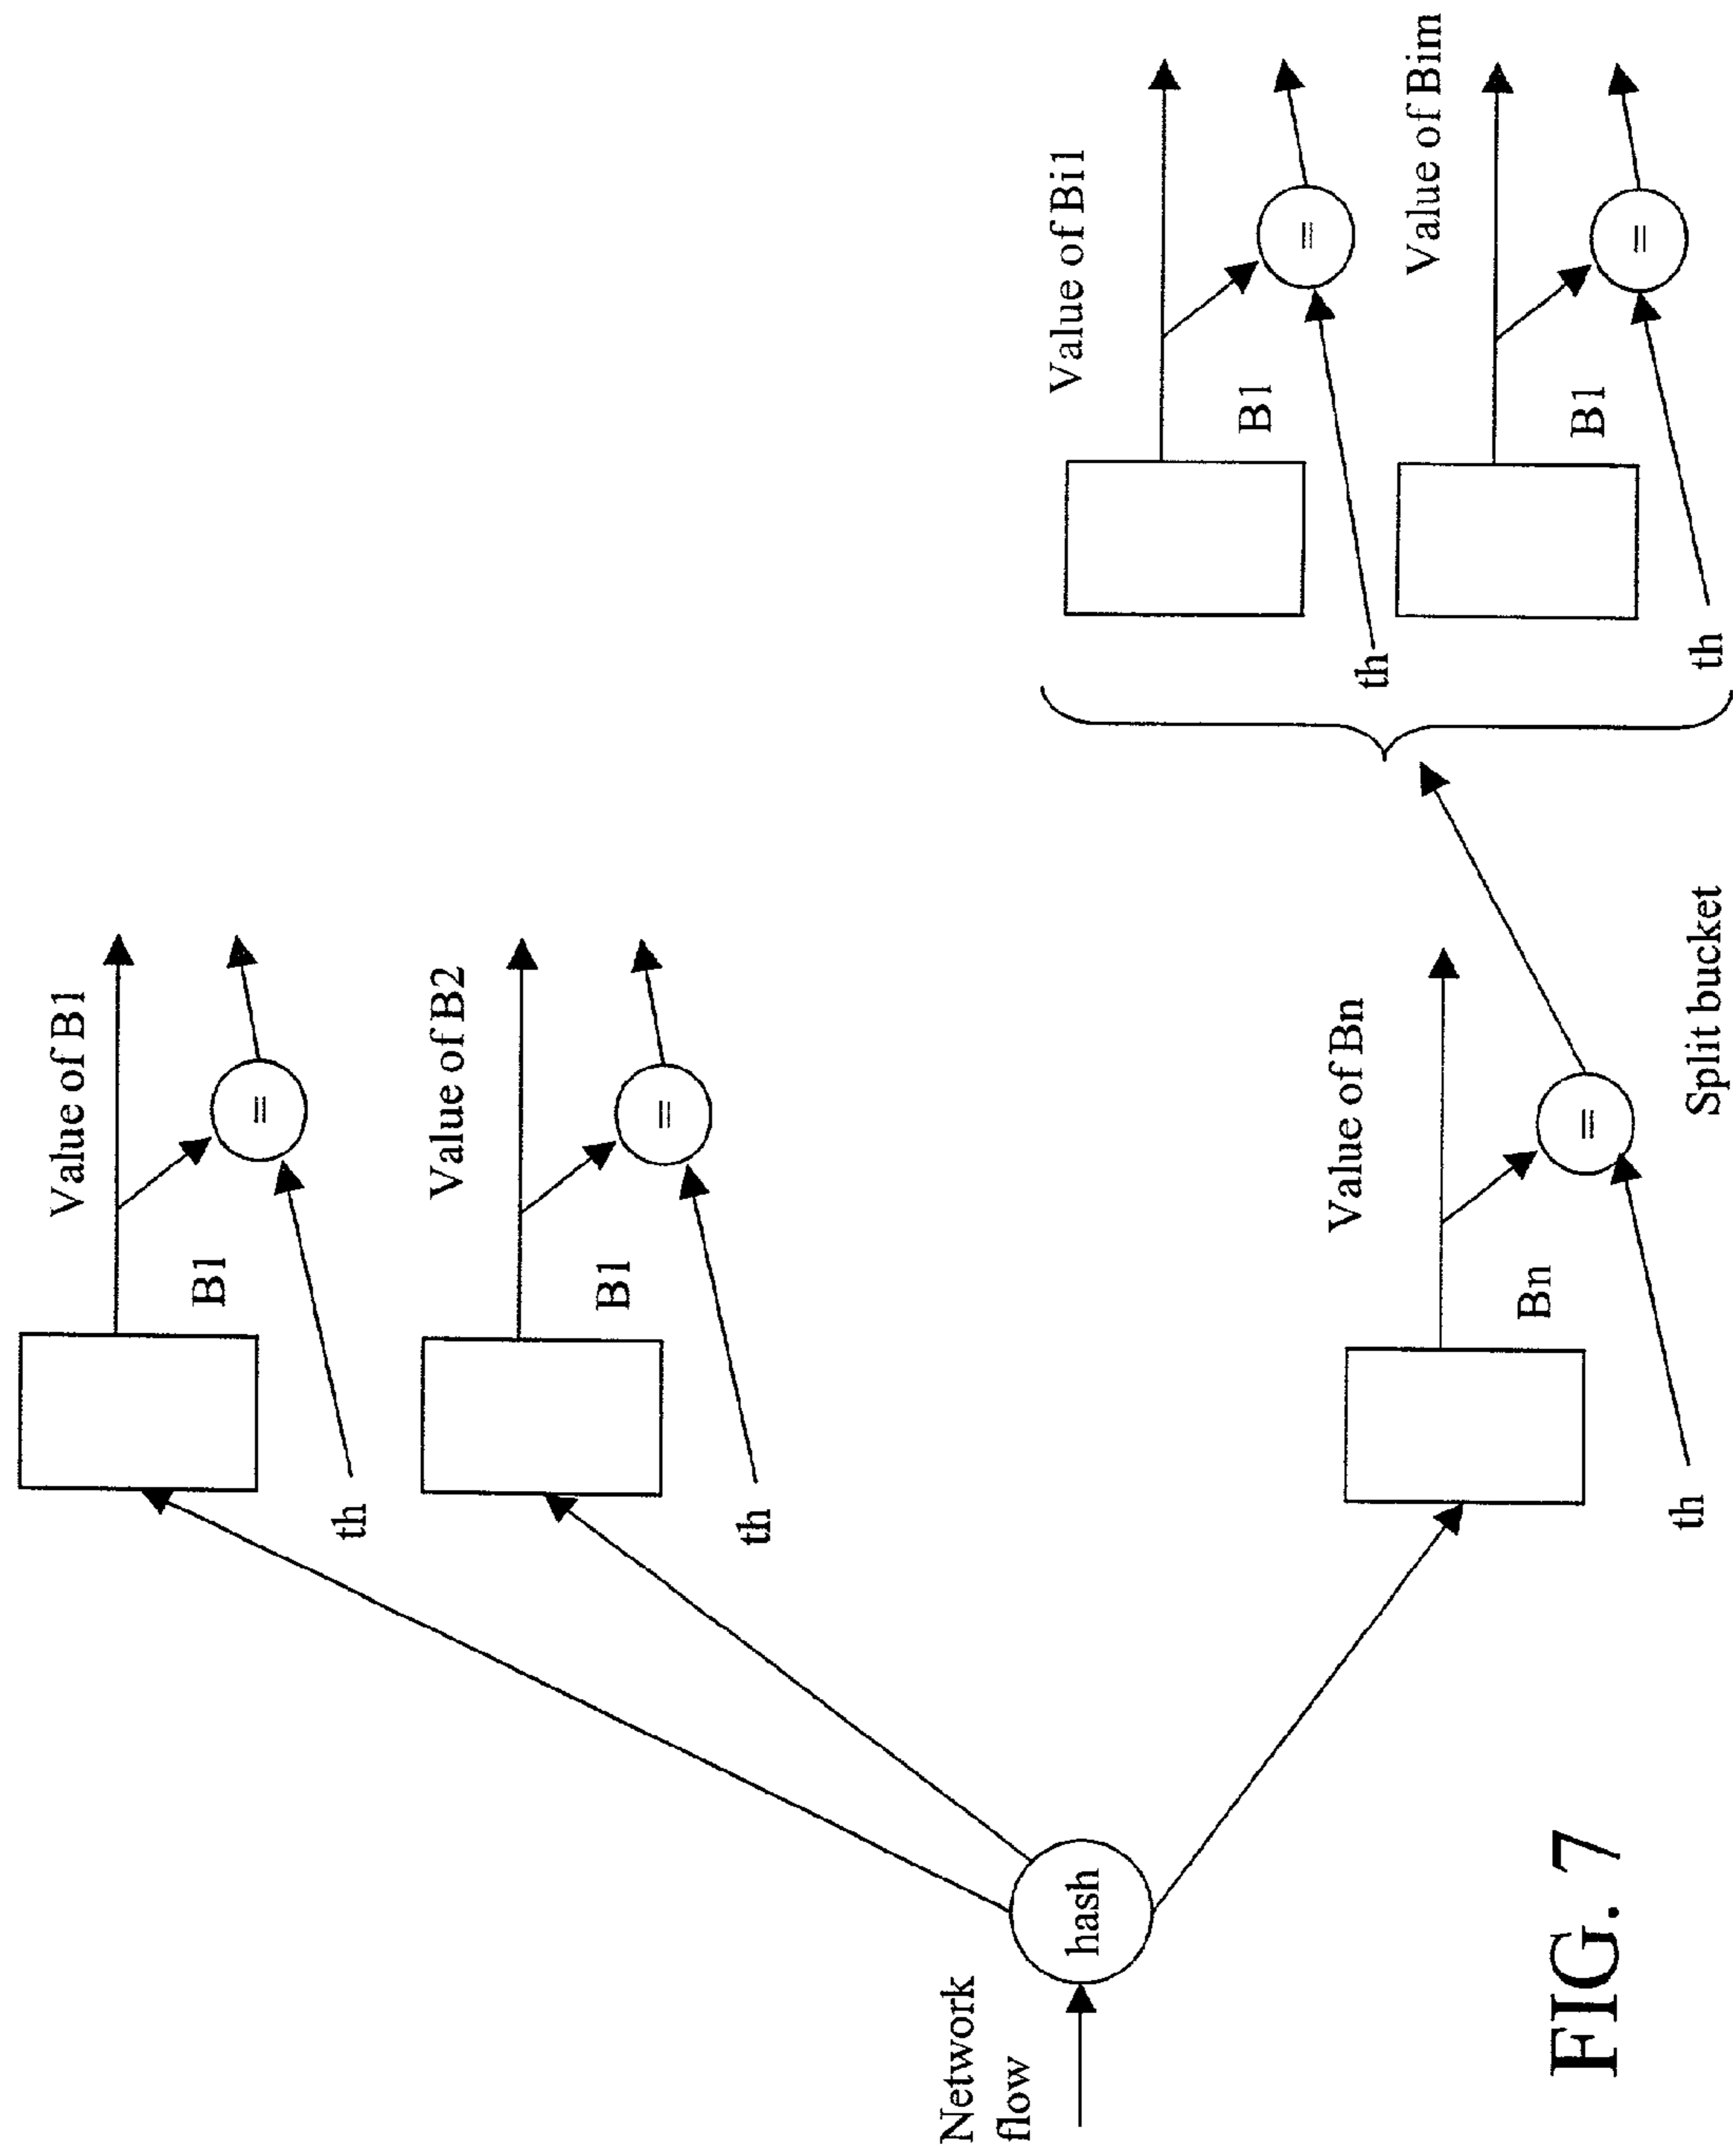 Network
flow
hash
Value of B1
B1
th
=
Value of B2
B1
th
=
Value of Bn
Bn
th
=
Split bucket
Value of Bi1
B1
th
=
Value of Bim
B1
th
=
FIG. 7